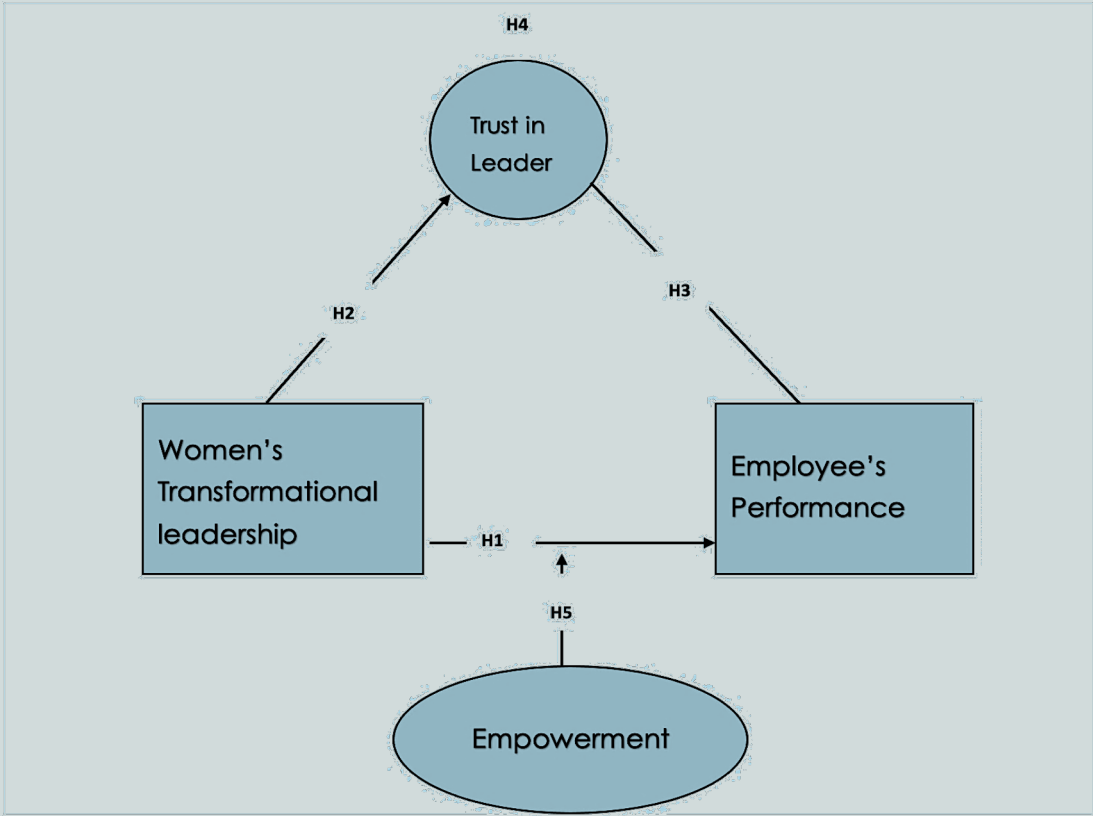 H4
Trust in
Leader
H3
H2
Women's
Transformational
leadership
Employee's
Performance
H1
H5
Empowerment